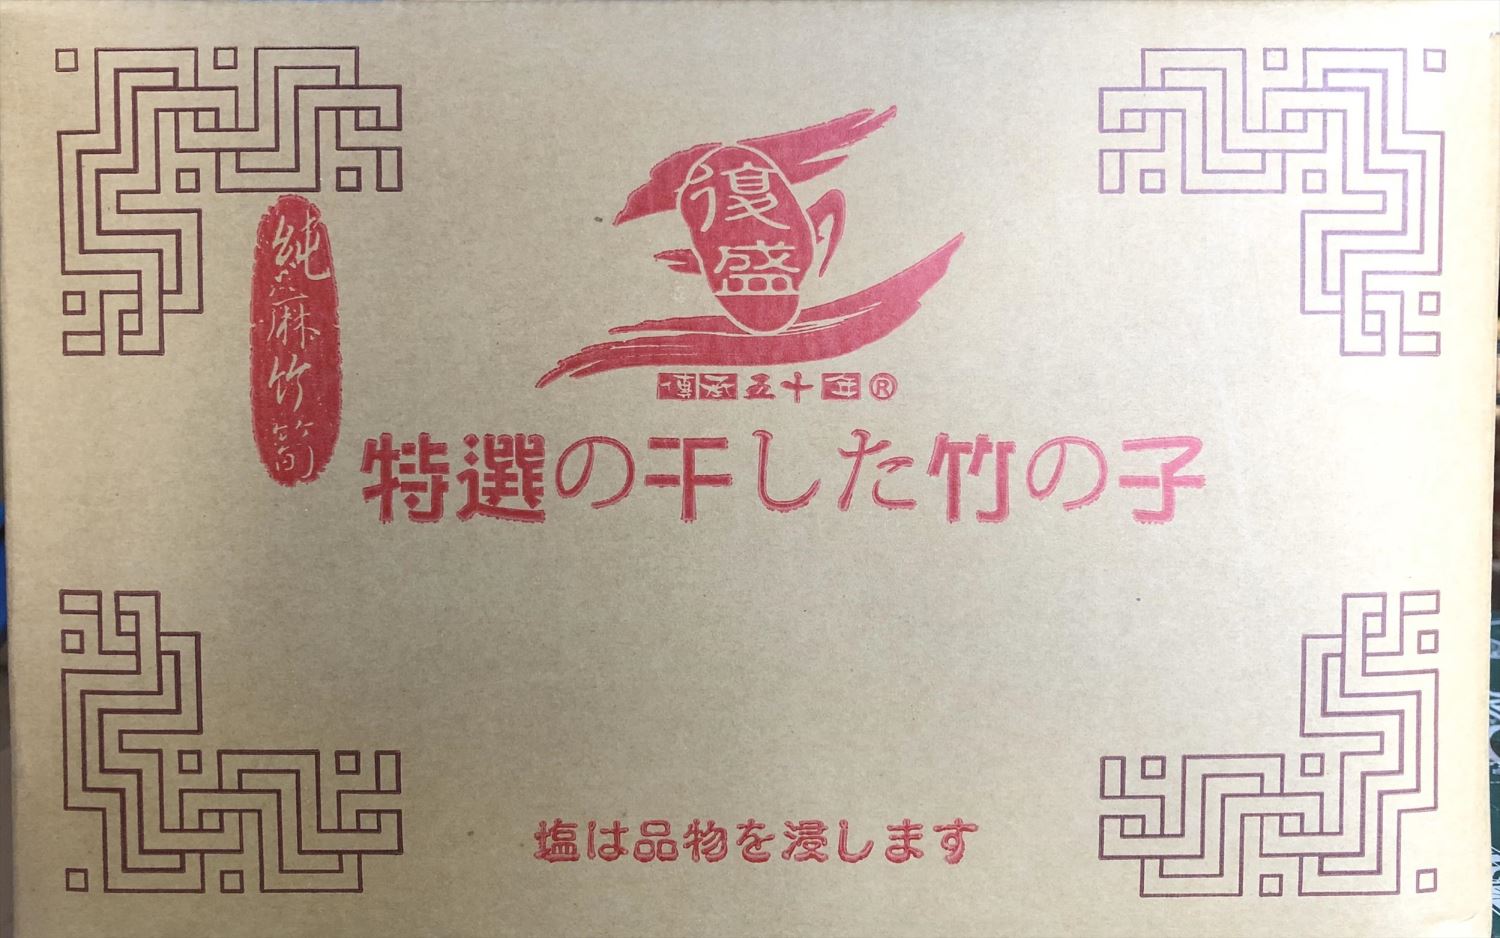 復盛
傳承五十年®
純麻竹筍
特選の干した竹の子
塩は品物を浸します